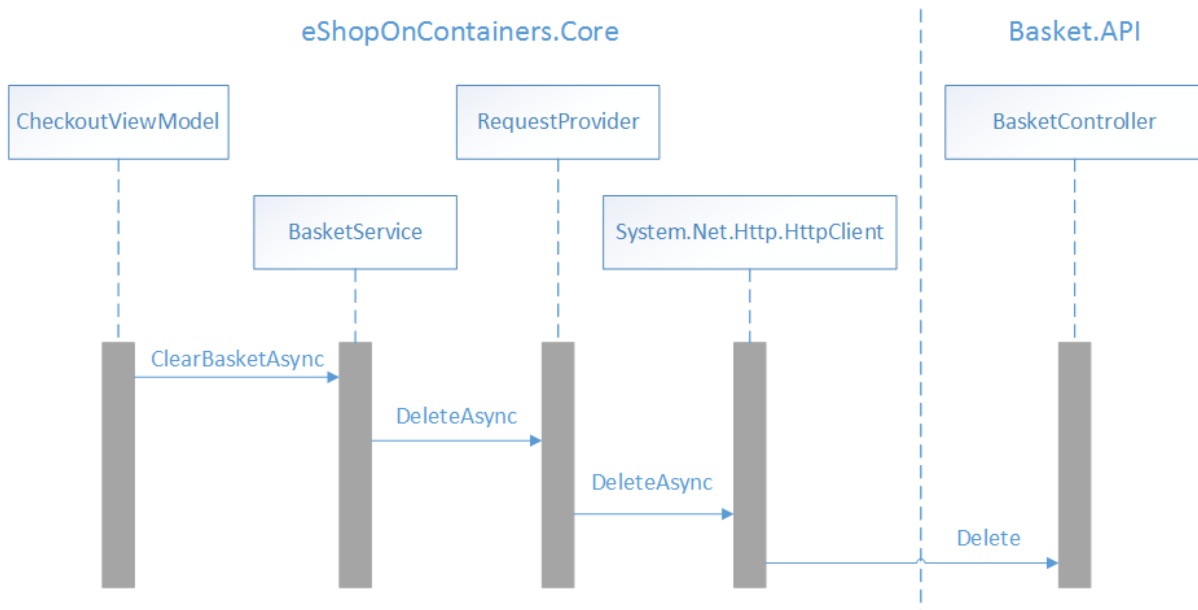 eShopOnContainers.Core
Basket.API
CheckoutViewModel
RequestProvider
BasketController
BasketService
System.Net.Http.HttpClient
ClearBasketAsync
DeleteAsync
DeleteAsync
Delete